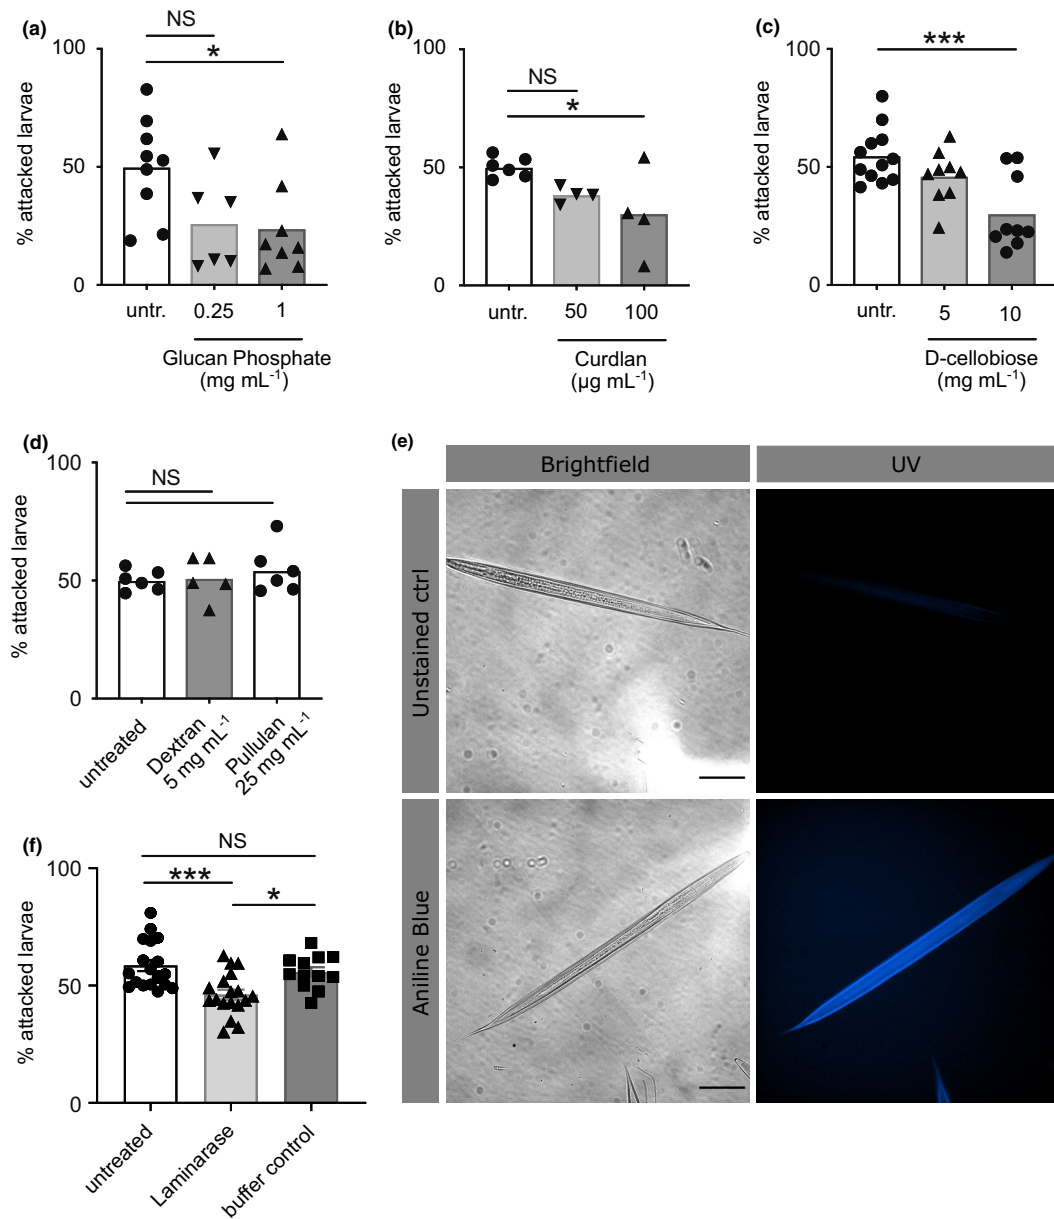 (a)
NS
*
100
50
0
% attacked larvae
untr.
0.25
1
Glucan Phosphate
(mg mL-1)
(b)
NS
*
100
50
0
% attacked larvae
untr.
50
100
Curdlan
(µg mL-1)
(c)
***
100
50
0
% attacked larvae
untr.
5
10
D-cellobiose
(mg mL-1)
(d)
NS
100
50
0
% attacked larvae
untreated
Dextran
5 mg mL-1
Pullulan
25 mg mL-1
(e)
Brightfield
UV
Unstained ctrl
Aniline Blue
(f)
NS
***
*
100
50
0
% attacked larvae
untreated
Laminarase
buffer control